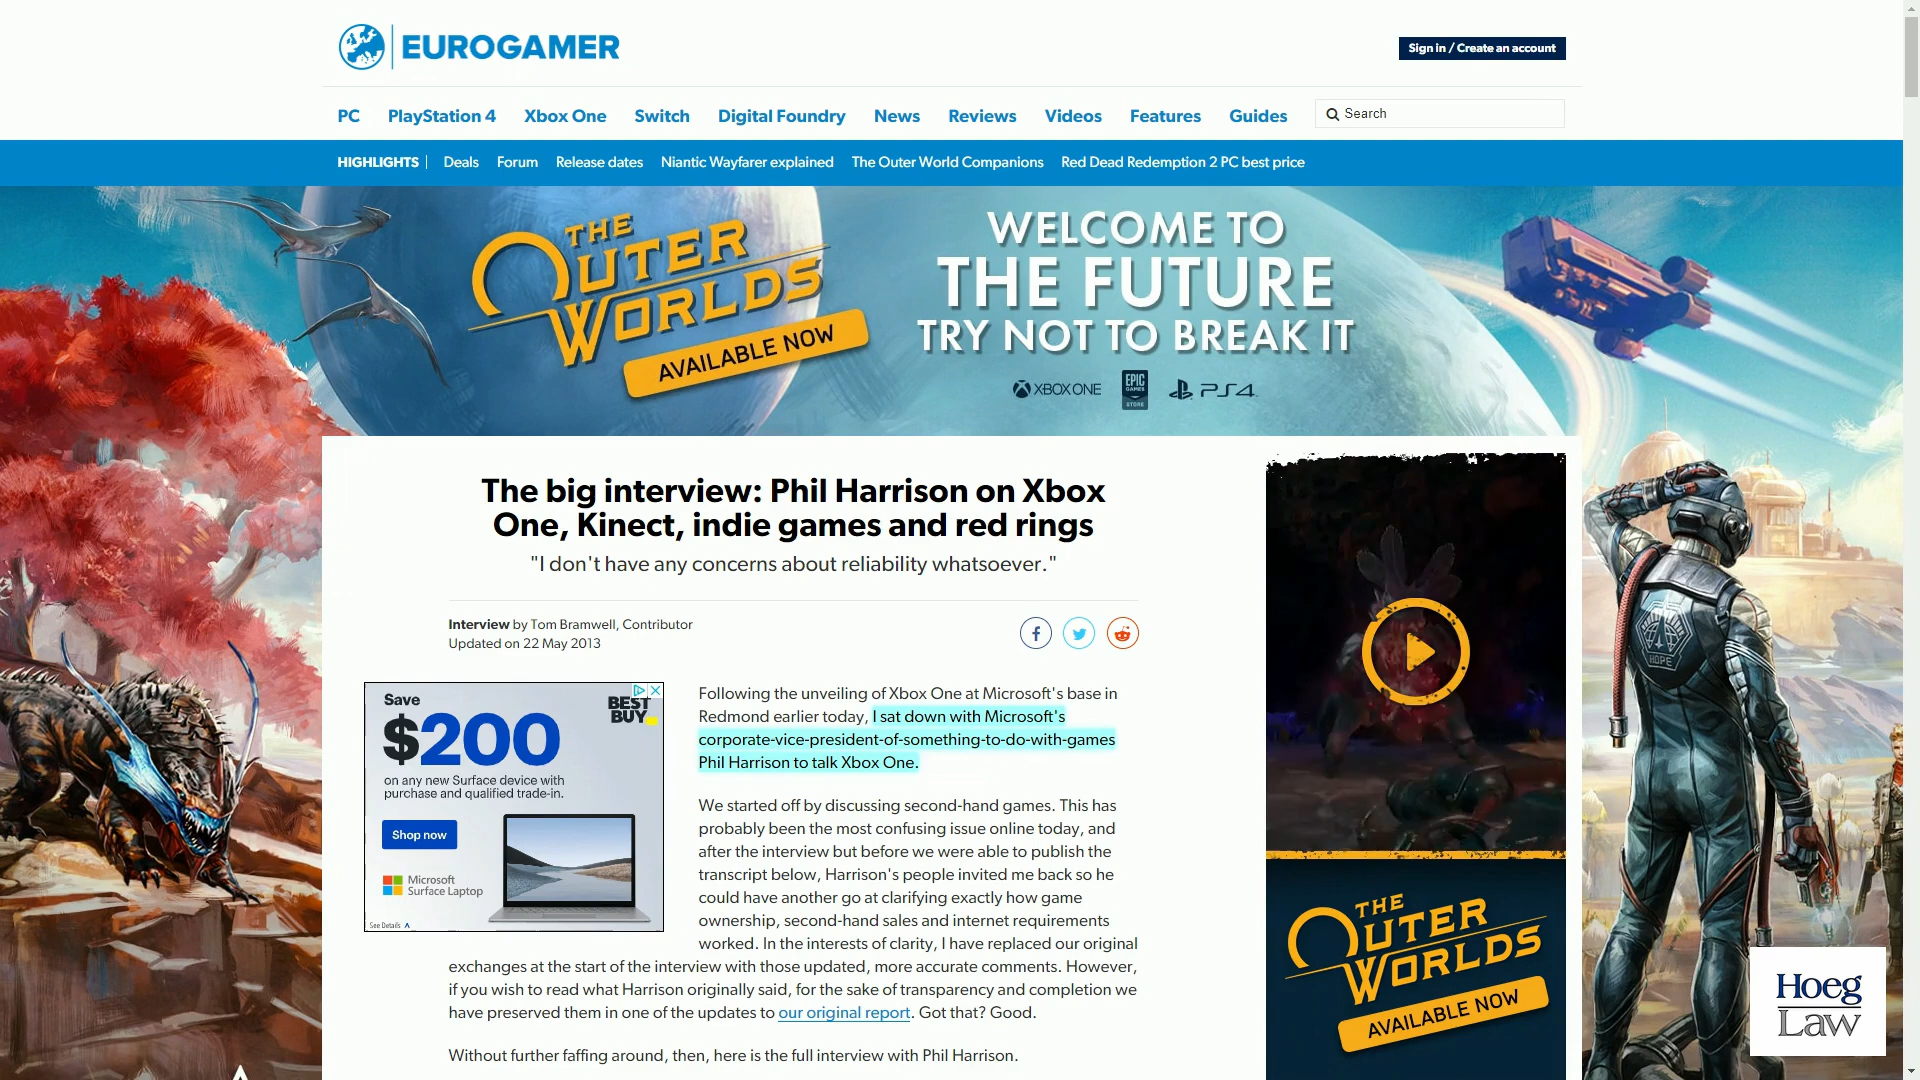 EUROGAMER
Sign in / Create an account
PC PlayStation 4 Xbox One Switch Digital Foundry News Reviews Videos Features Guides Search
HIGHLIGHTS Deals Forum Release dates Niantic Wayfarer explained The Outer World Companions Red Dead Redemption 2 PC best price
THE OUTER WORLDS
AVAILABLE NOW
WELCOME TO
THE FUTURE
TRY NOT TO BREAK IT
XBOX ONE EPIC GAMES STORE PS4
The big interview: Phil Harrison on Xbox
One, Kinect, indie games and red rings
"I don't have any concerns about reliability whatsoever."
Interview by Tom Bramwell, Contributor
Updated on 22 May 2013
Save
$200
on any new Surface device with
purchase and qualified trade-in.
BEST
BUY
Shop now
Microsoft
Surface Laptop
See Details
Following the unveiling of Xbox One at Microsoft's base in
Redmond earlier today, I sat down with Microsoft's
corporate-vice-president-of-something-to-do-with-games
Phil Harrison to talk Xbox One.
We started off by discussing second-hand games. This has
probably been the most confusing issue online today, and
after the interview but before we were able to publish the
transcript below, Harrison's people invited me back so he
could have another go at clarifying exactly how game
ownership, second-hand sales and internet requirements
worked. In the interests of clarity, I have replaced our original
exchanges at the start of the interview with those updated, more accurate comments. However,
if you wish to read what Harrison originally said, for the sake of transparency and completion we
have preserved them in one of the updates to our original report. Got that? Good.
Without further faffing around, then, here is the full interview with Phil Harrison.
THE
OUTER
WORLDS
AVAILABLE NOW
HOPE
Hoeg
Law